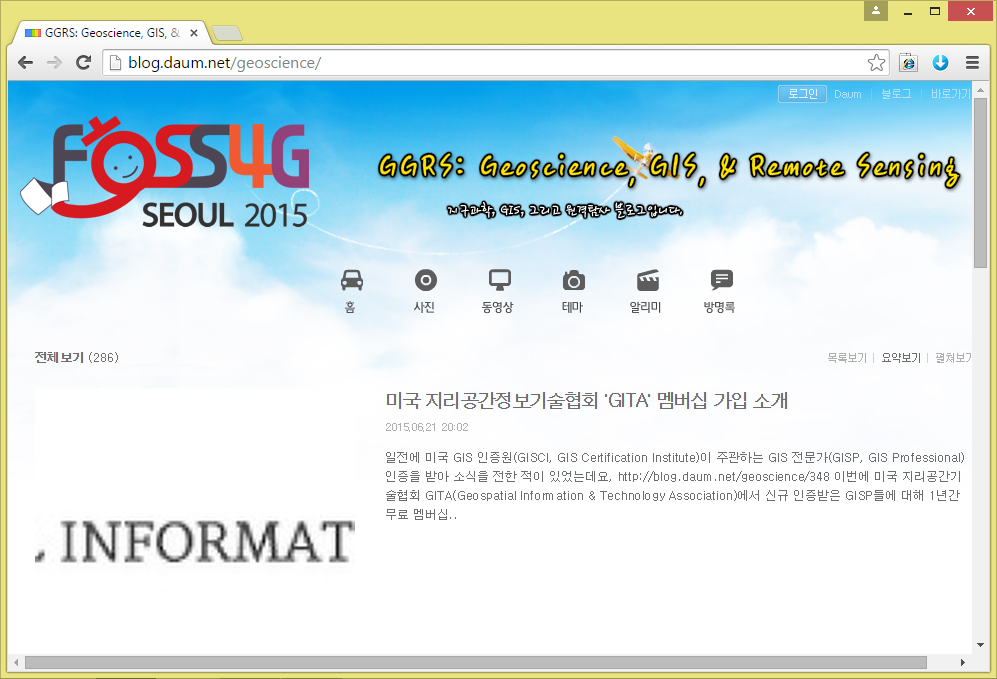 GGRS: Geoscience, GIS, &
blog.daum.net/geoscience/
로그인 Daum 블로그 바로가기
FOSS4G
SEOUL 2015
GGRS: Geoscience, GIS, & Remote Sensing
지구과학, GIS, 그리고 원격탐사 블로그입니다.
홈 사진 동영상 테마 알리미 방명록
전체 보기 (286)
목록보기 요약보기 펼쳐보기
미국 지리공간정보기술협회 'GITA' 멤버십 가입 소개
2015.06.21 20:02
일전에 미국 GIS 인증원(GISCI, GIS Certification Institute)이 주관하는 GIS 전문가(GISP, GIS Professional)
인증을 받아 소식을 전한 적이 있었는데요, http://blog.daum.net/geoscience/348 이번에 미국 지리공간기
술협회 GITA(Geospatial Information & Technology Association)에서 신규 인증받은 GISP들에 대해 1년간
무료 멤버십..
, INFORMAT